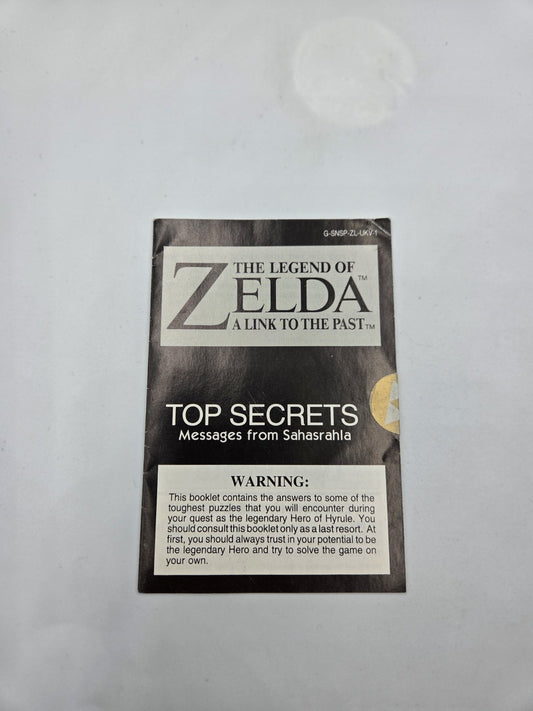 G-SNSP-ZL-UKV-1
THE LEGEND OF
ZELDA™
A LINK TO THE PAST™
TOP SECRETS
Messages from Sahasrahla
WARNING:
This booklet contains the answers to some of the
toughest puzzles that you will encounter during
your quest as the legendary Hero of Hyrule. You
should consult this booklet only as a last resort. At
first, you should always trust in your potential to be
the legendary Hero and try to solve the game on
your own.